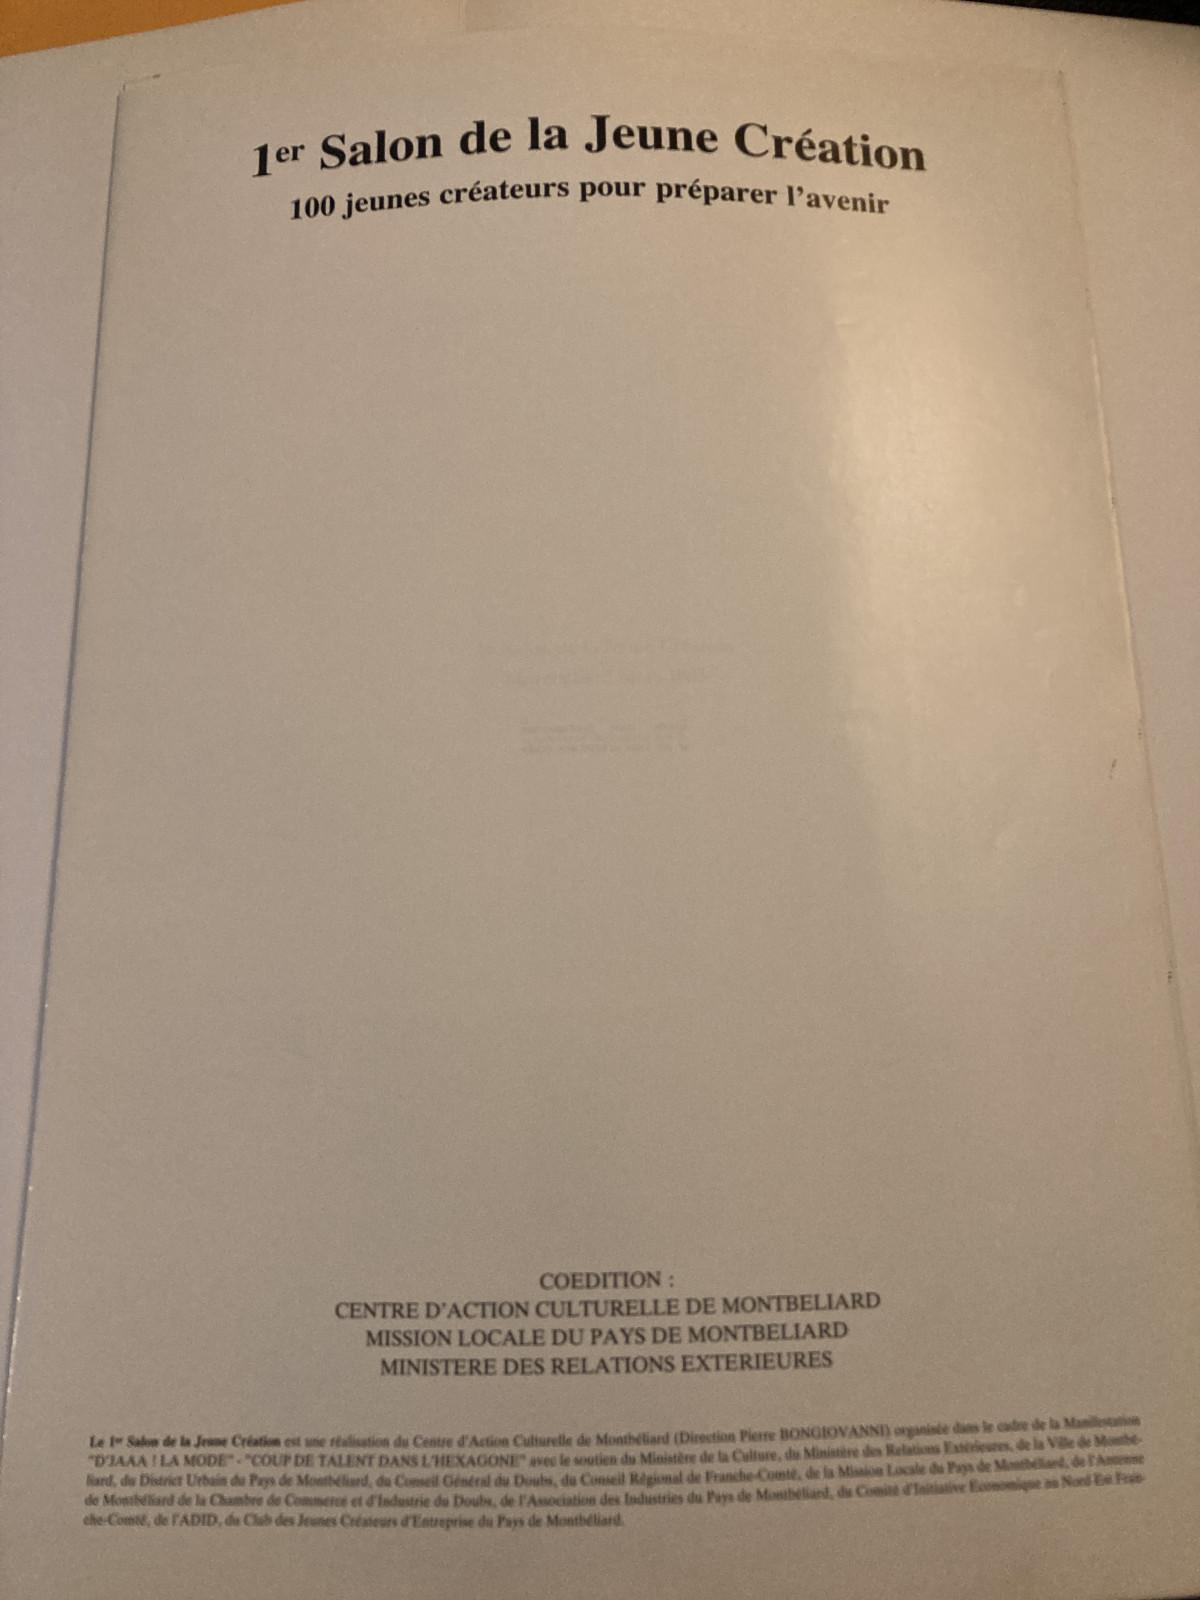 1er Salon de la Jeune Création
100 jeunes créateurs pour préparer l'avenir
COEDITION :
CENTRE D'ACTION CULTURELLE DE MONTBELIARD
MISSION LOCALE DU PAYS DE MONTBELIARD
MINISTERE DES RELATIONS EXTERIEURES
Le 1er Salon de la Jeune Création est une réalisation du Centre d'Action Culturelle de Montbéliard (Direction Pierre BONGIOVANNI) organisée dans le cadre de la Manifestation
"D'JAAA ! LA MODE" - "COUP DE TALENT DANS L'HEXAGONE" avec le soutien du Ministère de la Culture, du Ministère des Relations Extérieures, de la Ville de Montbé-
liard, du District Urbain du Pays de Montbéliard, du Conseil Général du Doubs, du Conseil Régional de Franche-Comté, de la Mission Locale du Pays de Montbéliard, de l'Antenne
de Montbéliard de la Chambre de Commerce et d'Industrie du Doubs, de l'Association des Industries du Pays de Montbéliard, du Comité d'Initiative Economique au Nord Est Fran-
che-Comté, de l'ADID, du Club des Jeunes Créateurs d'Entreprise du Pays de Montbéliard.